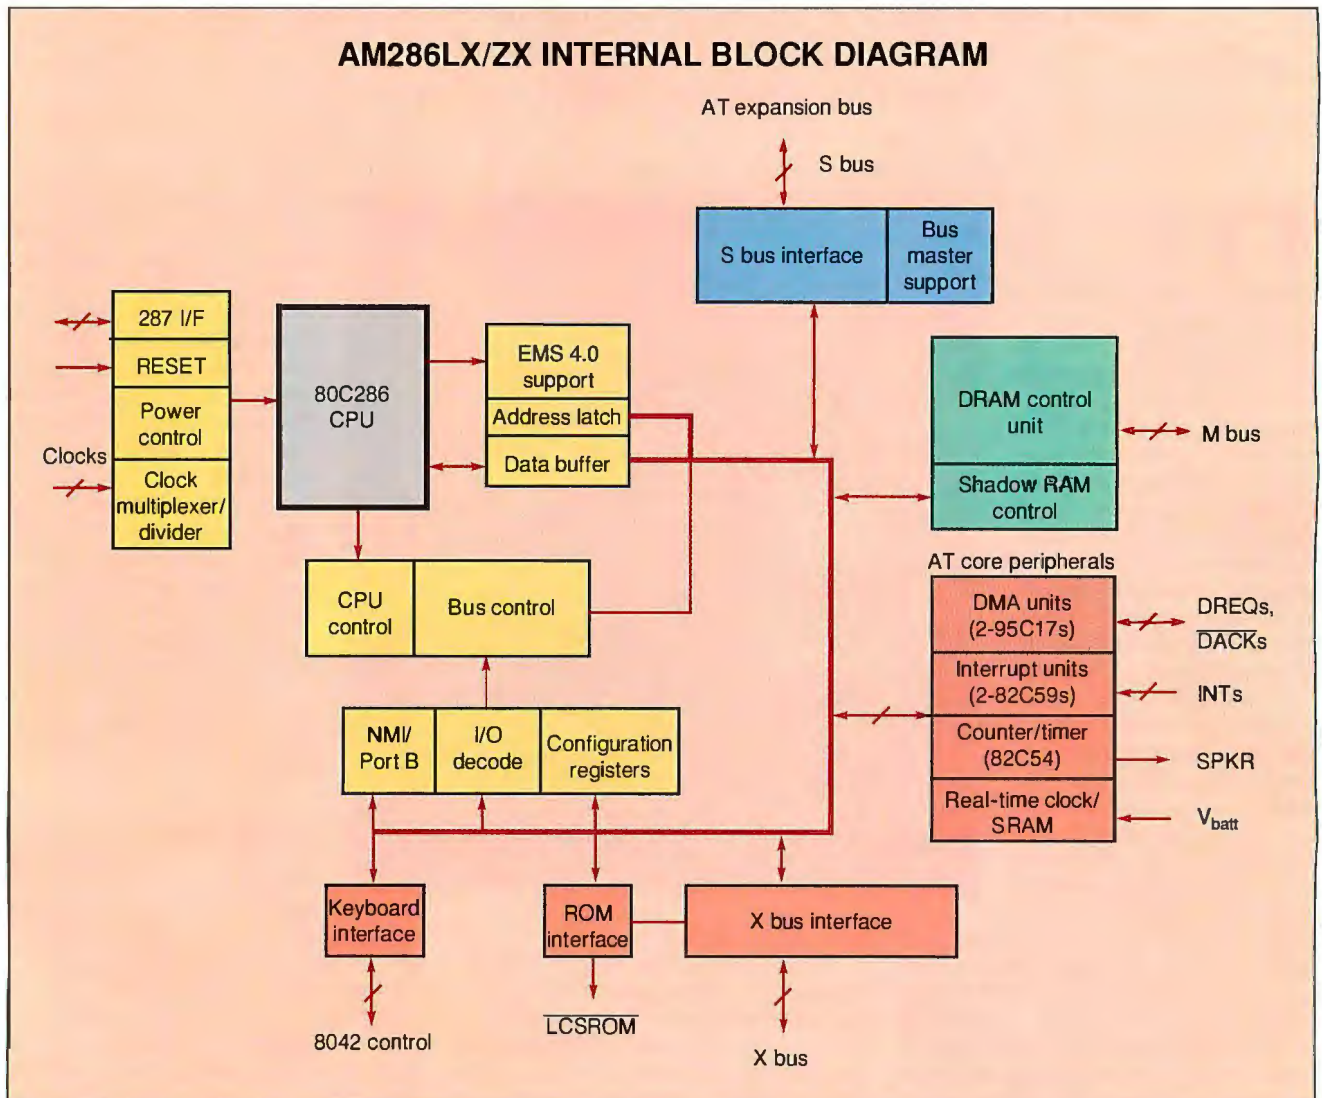 AM286LX/ZX INTERNAL BLOCK DIAGRAM
AT expansion bus
S bus
S bus interface
Bus
master
support
287 I/F
RESET
Power
control
Clocks
Clock
multiplexer/
divider
80C286
CPU
EMS 4.0
support
Address latch
Data buffer
DRAM control
unit
Shadow RAM
control
M bus
CPU
control
Bus control
AT core peripherals
DMA units
(2-95C17s)
DREQs,
DACKs
Interrupt units
(2-82C59s)
INTs
Counter/timer
(82C54)
SPKR
Real-time clock/
SRAM
Vbatt
NMI/
Port B
I/O
decode
Configuration
registers
Keyboard
interface
ROM
interface
X bus interface
8042 control
LCSROM
X bus